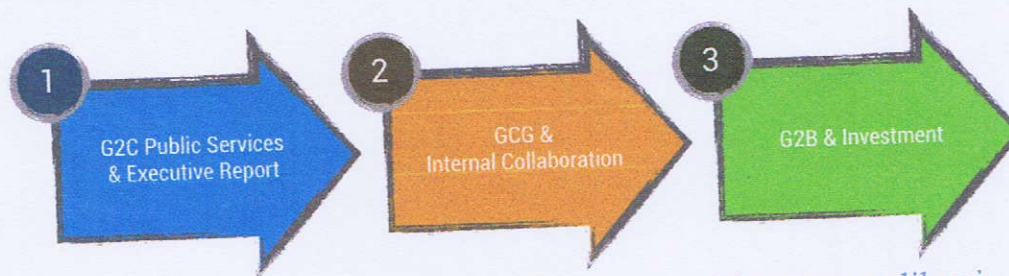 1
G2C Public Services
& Executive Report
2
GCG &
Internal Collaboration
3
G2B & Investment